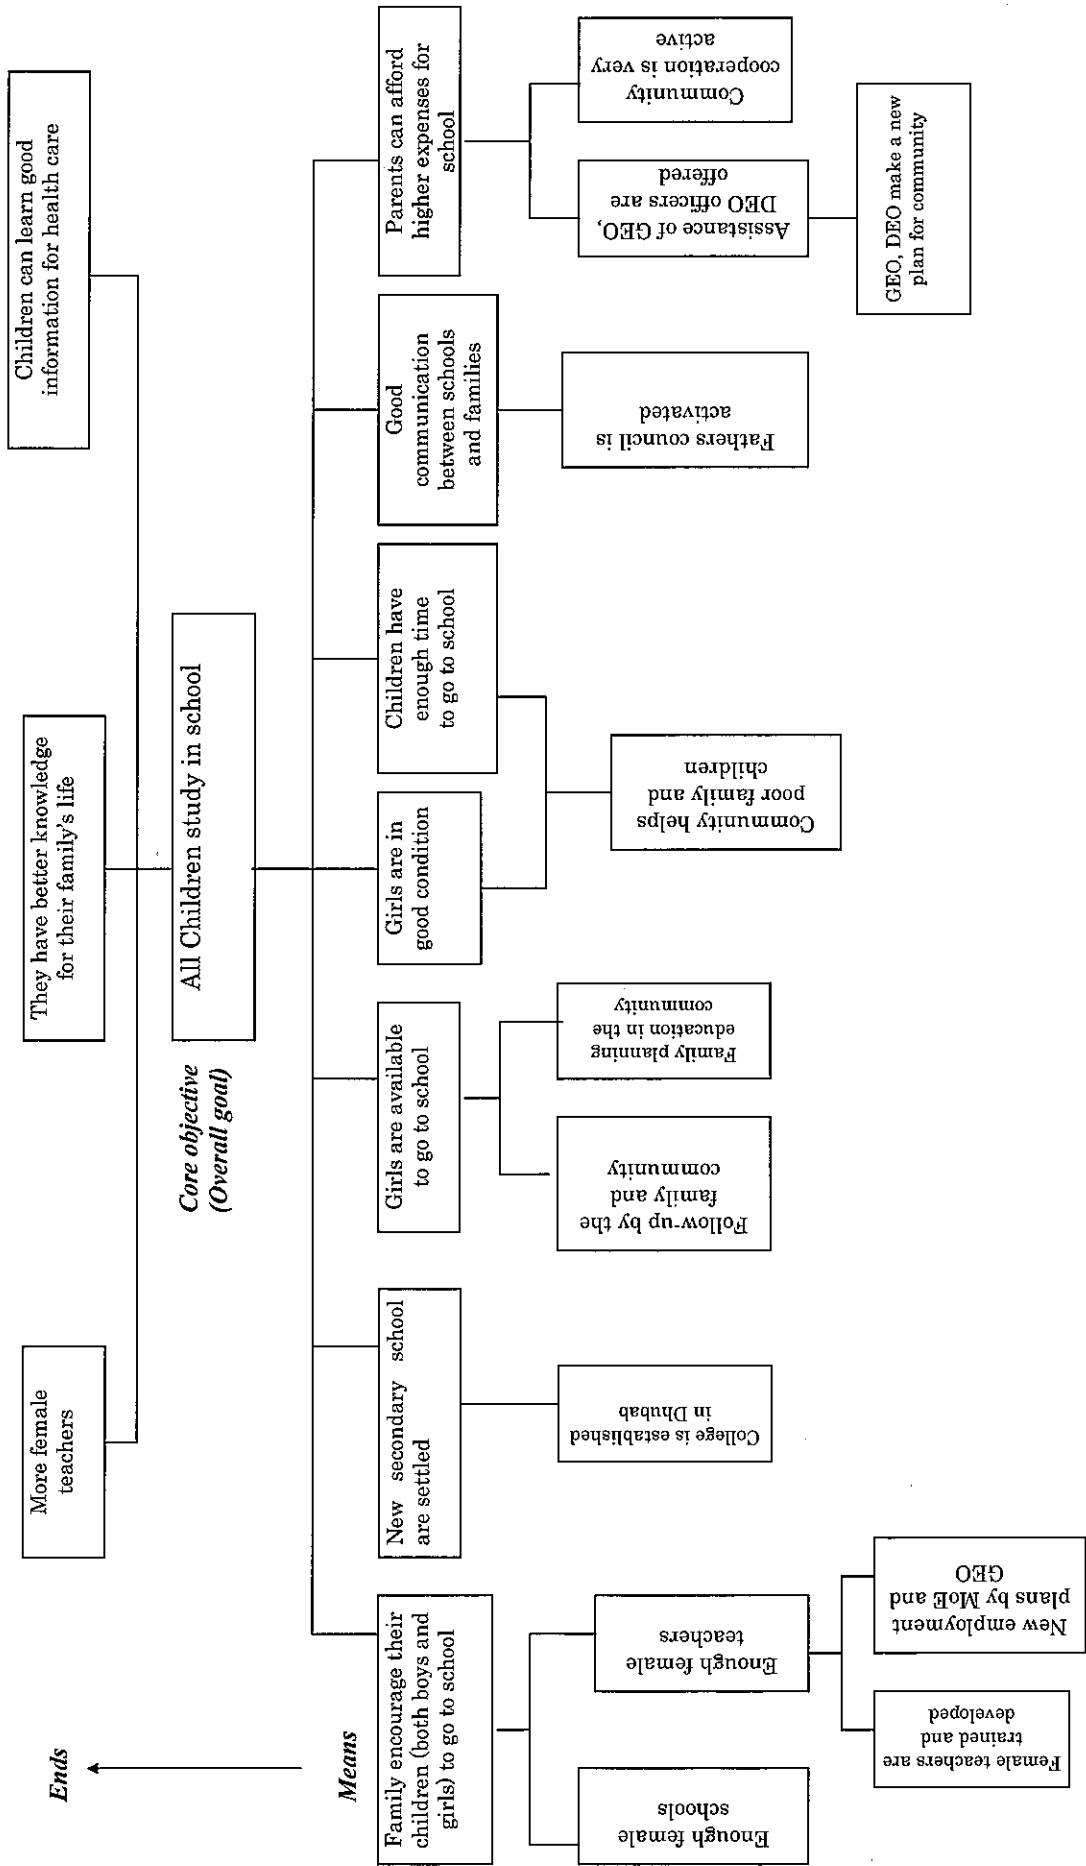 Ends
More female
teachers
They have better knowledge
for their family's life
Children can learn good
information for health care
Core objective
(Overall goal)
All Children study in school
Means
Family encourage their
children (both boys and
girls) to go to school
New secondary school
are settled
Girls are available
to go to school
Girls are in
good condition
Children have
enough time
to go to school
Good
communication
between schools
and families
Parents can afford
higher expenses for
school
Enough female
schools
Enough female
teachers
College is established
in Dhubab
Follow-up by the
family and
community
Family planning
education in the
community
Community helps
poor family and
children
Fathers council is
activated
Assistance of GEO,
DEO officers are
offered
Community
cooperation is very
active
Female teachers are
trained and
developed
New employment
plans by MoE and
GEO
GEO, DEO make a new
plan for community